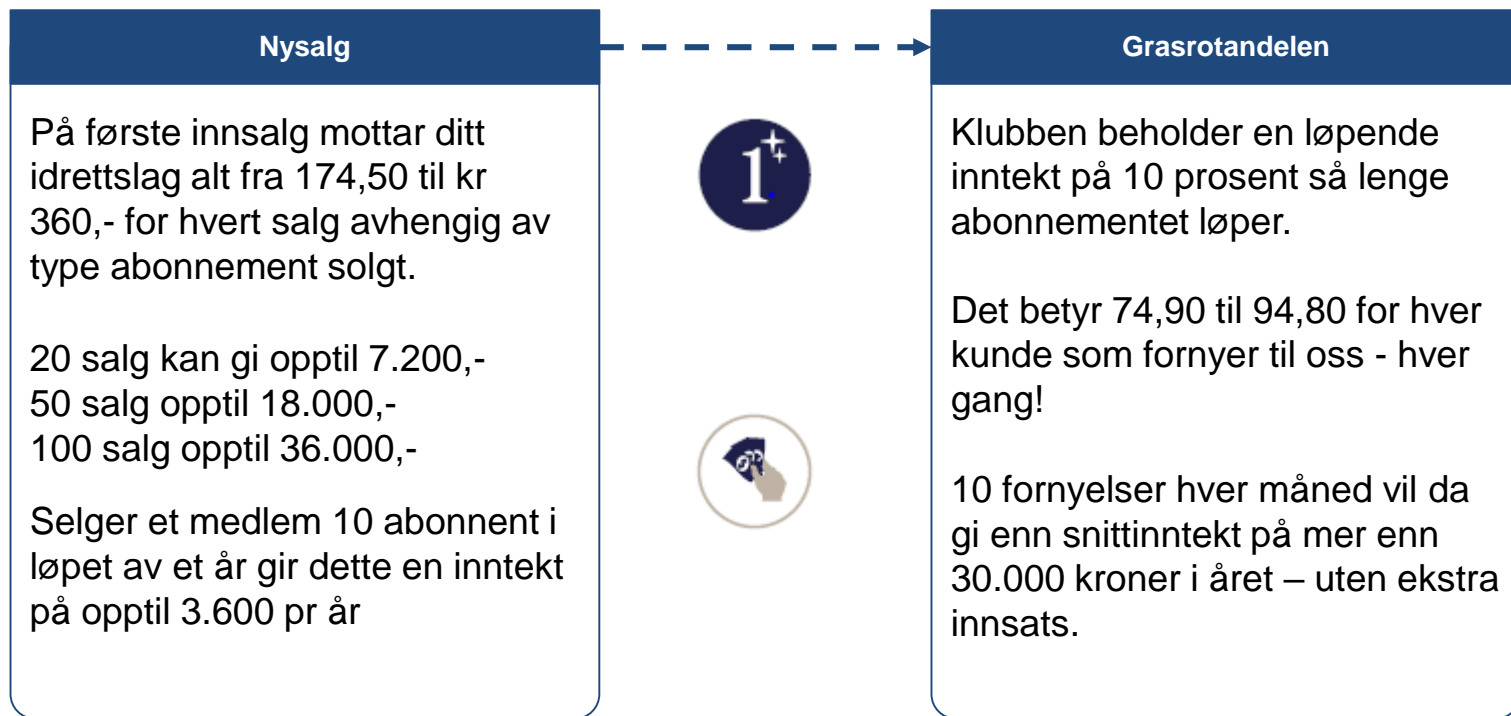 Nysalg
På første innsalg mottar ditt
idrettslag alt fra 174,50 til kr
360,- for hvert salg avhengig av
type abonnement solgt.
20 salg kan gi opptil 7.200,-
50 salg opptil 18.000,-
100 salg opptil 36.000,-
Selger et medlem 10 abonnent i
løpet av et år gir dette en inntekt
på opptil 3.600 pr år
1
Grasrotandelen
Klubben beholder en løpende
inntekt på 10 prosent så lenge
abonnementet løper.
Det betyr 74,90 til 94,80 for hver
kunde som fornyer til oss - hver
gang!
10 fornyelser hver måned vil da
gi enn snittinntekt på mer enn
30.000 kroner i året – uten ekstra
innsats.